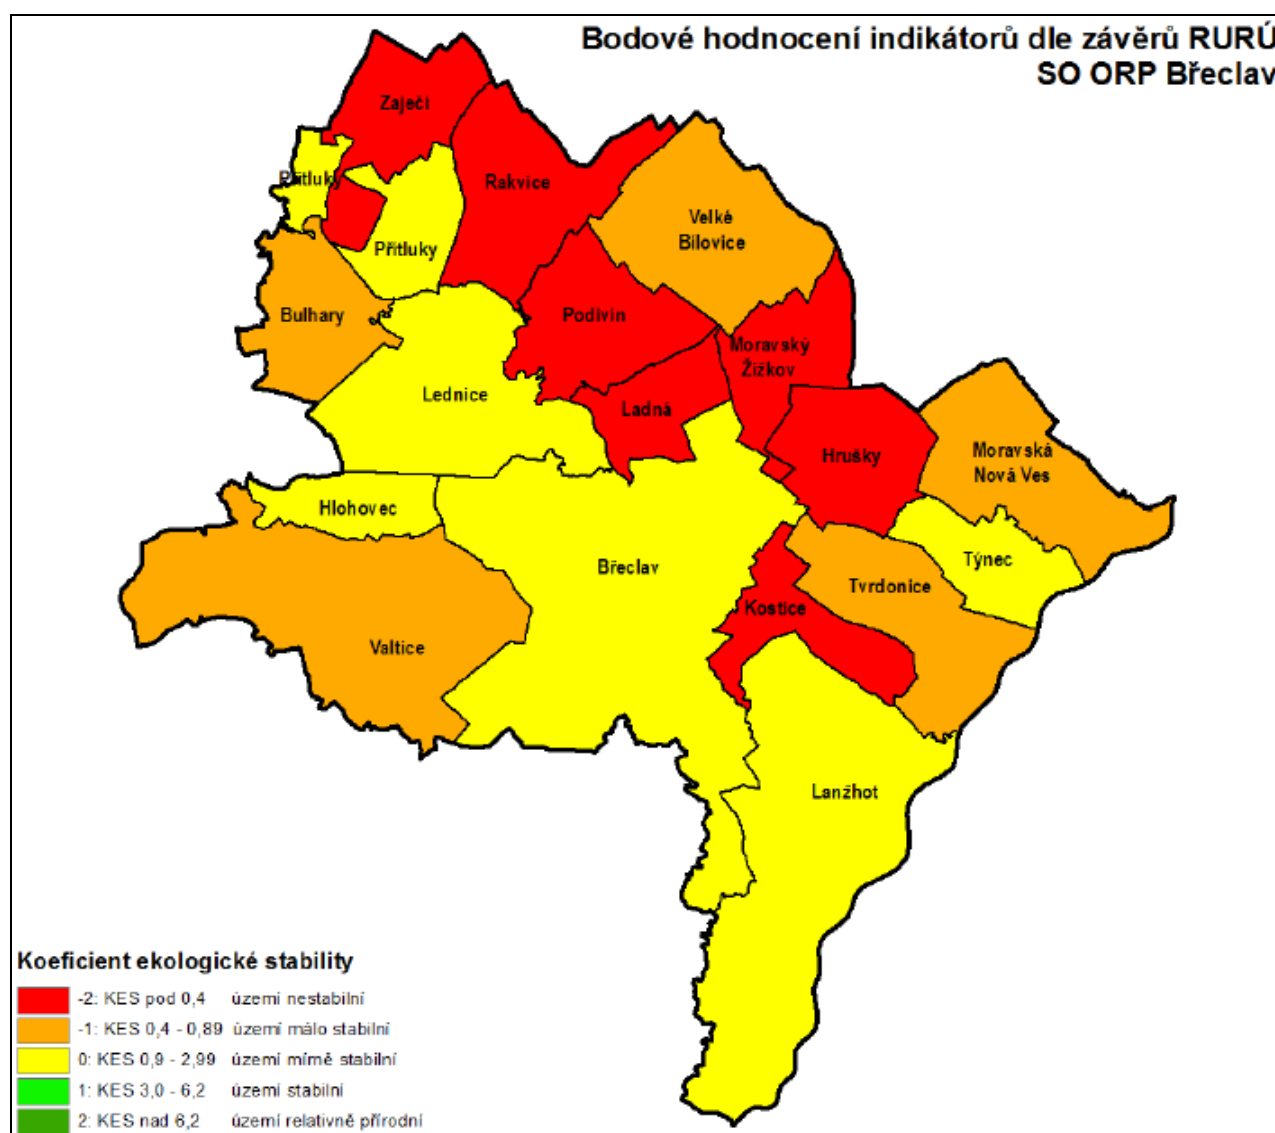 Bodové hodnocení indikátorů dle závěrů RURÚ
SO ORP Břeclav
Zaječí
Přítluky
Rakvice
Velké
Bílovice
Přítluky
Bulhary
Podivín
Moravský
Žižkov
Lednice
Ladná
Hrušky
Moravská
Nová Ves
Hlohovec
Břeclav
Týnec
Tvrdonice
Kostice
Valtice
Lanžhot
Koeficient ekologické stability
-2: KES pod 0,4 území nestabilní
-1: KES 0,4 - 0,89 území málo stabilní
0: KES 0,9 - 2,99 území mírně stabilní
1: KES 3,0 - 6,2 území stabilní
2: KES nad 6,2 území relativně přírodní